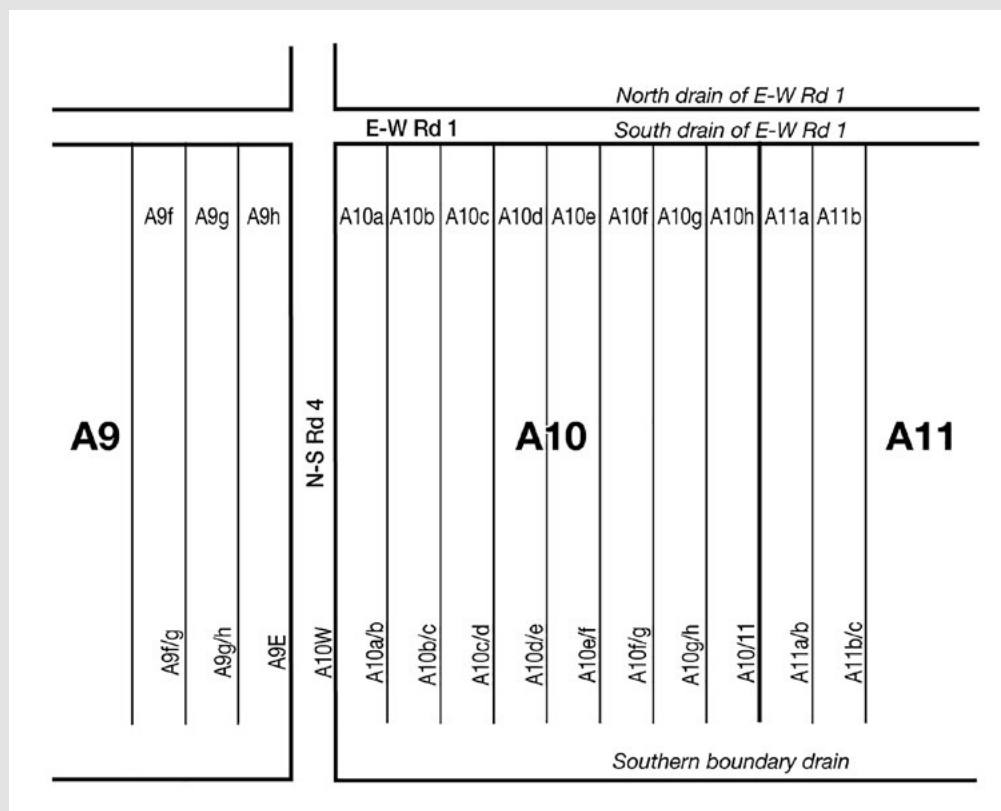 North drain of E-W Rd 1
E-W Rd 1
South drain of E-W Rd 1
A9f A9g A9h A10a A10b A10c A10d A10e A10f A10g A10h A11a A11b
A9
N-S Rd 4
A10
A11
A9f/g A9g/h A9E A10W A10a/b A10b/c A10c/d A10d/e A10e/f A10f/g A10g/h A10/11 A11a/b A11b/c
Southern boundary drain